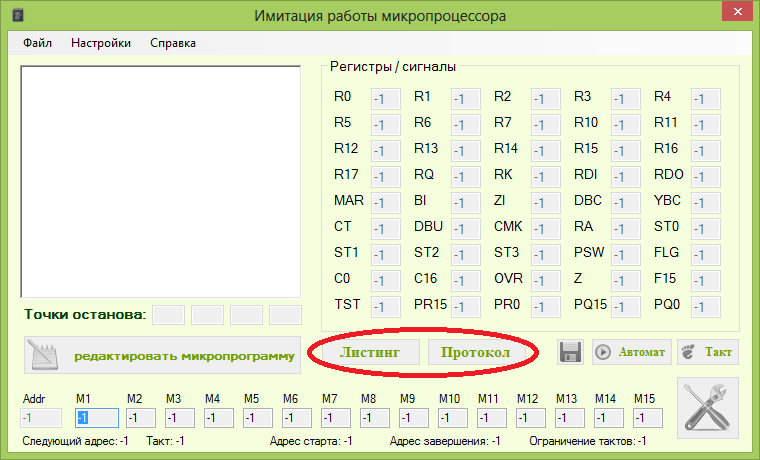 Имитация работы микропроцессора
Файл Настройки Справка
Регистры / сигналы
R0 -1 R1 -1 R2 -1 R3 -1 R4 -1
R5 -1 R6 -1 R7 -1 R10 -1 R11 -1
R12 -1 R13 -1 R14 -1 R15 -1 R16 -1
R17 -1 RQ -1 RK -1 RDI -1 RDO -1
MAR -1 BI -1 ZI -1 DBC -1 YBC -1
CT -1 DBU -1 CMK -1 RA -1 ST0 -1
ST1 -1 ST2 -1 ST3 -1 PSW -1 FLG -1
C0 -1 C16 -1 OVR -1 Z -1 F15 -1
TST -1 PR15 -1 PR0 -1 PQ15 -1 PQ0 -1
Точки останова:
редактировать микропрограмму Листинг Протокол Автомат Такт
Addr M1 M2 M3 M4 M5 M6 M7 M8 M9 M10 M11 M12 M13 M14 M15
-1 -1 -1 -1 -1 -1 -1 -1 -1 -1 -1 -1 -1 -1 -1 -1
Следующий адрес: -1 Такт: -1 Адрес старта: -1 Адрес завершения: -1 Ограничение тактов: -1